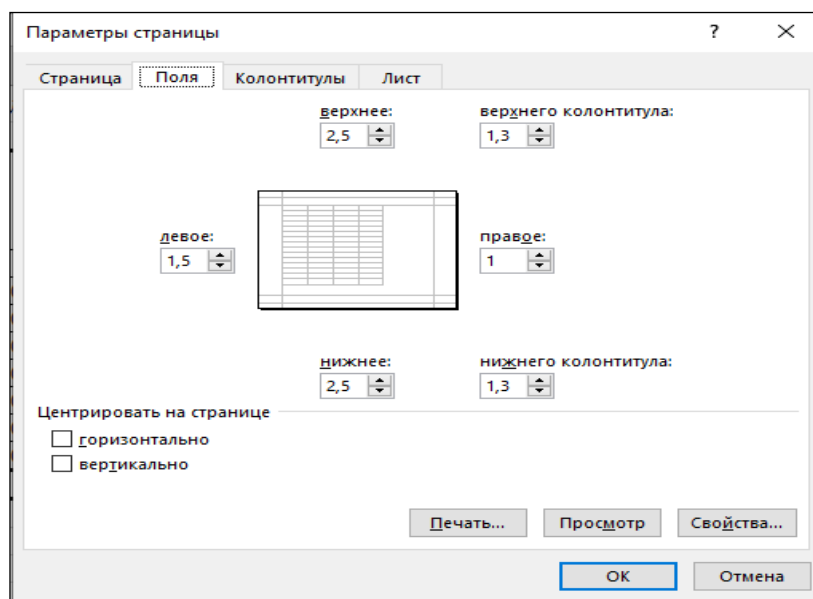 Параметры страницы ? ×
Страница Поля Колонтитулы Лист
верхнее: верхнего колонтитула:
2,5 1,3
левое: правое:
1,5 1
нижнее: нижнего колонтитула:
2,5 1,3
Центрировать на странице
горизонтально
вертикально
Печать... Просмотр Свойства...
ОК Отмена